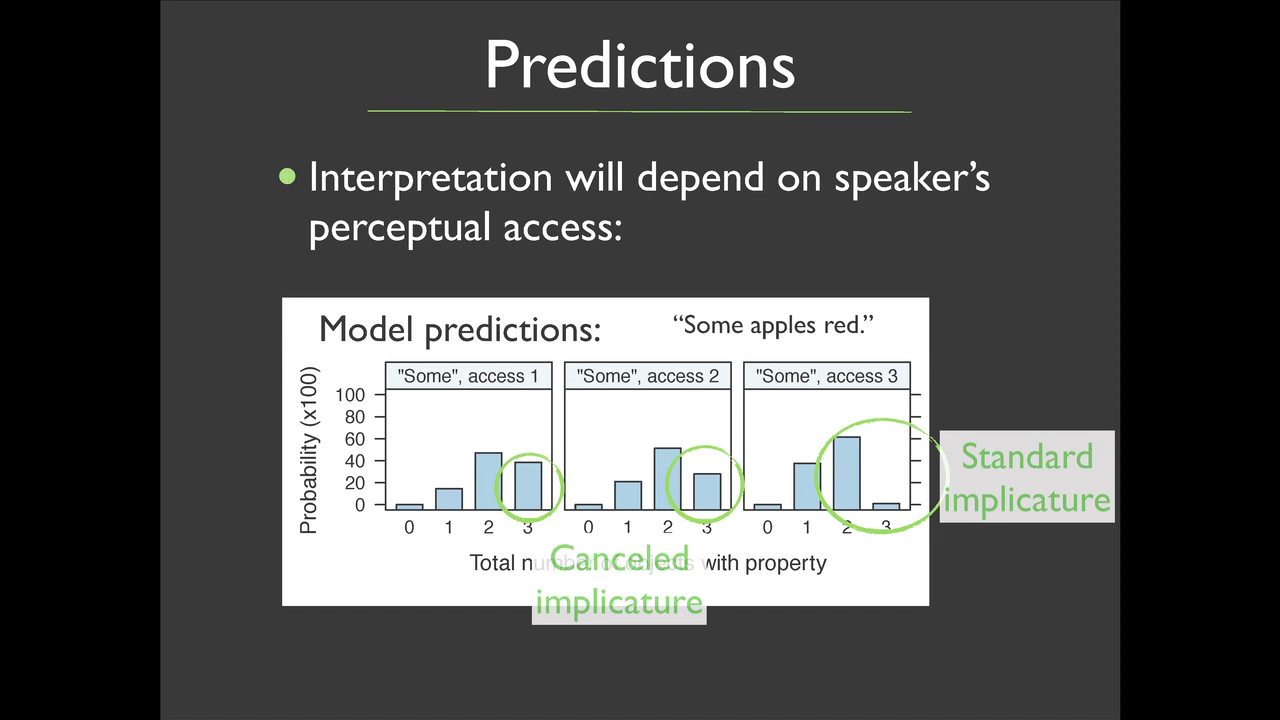 Predictions
Interpretation will depend on speaker’s
perceptual access:
Model predictions:
“Some apples red.”
"Some", access 1
"Some", access 2
"Some", access 3
Probability (x100)
100
80
60
40
20
0
0 1 2 3
0 1 2 3
0 1 2 3
Total number of objects with property
Canceled
implicature
Standard
implicature